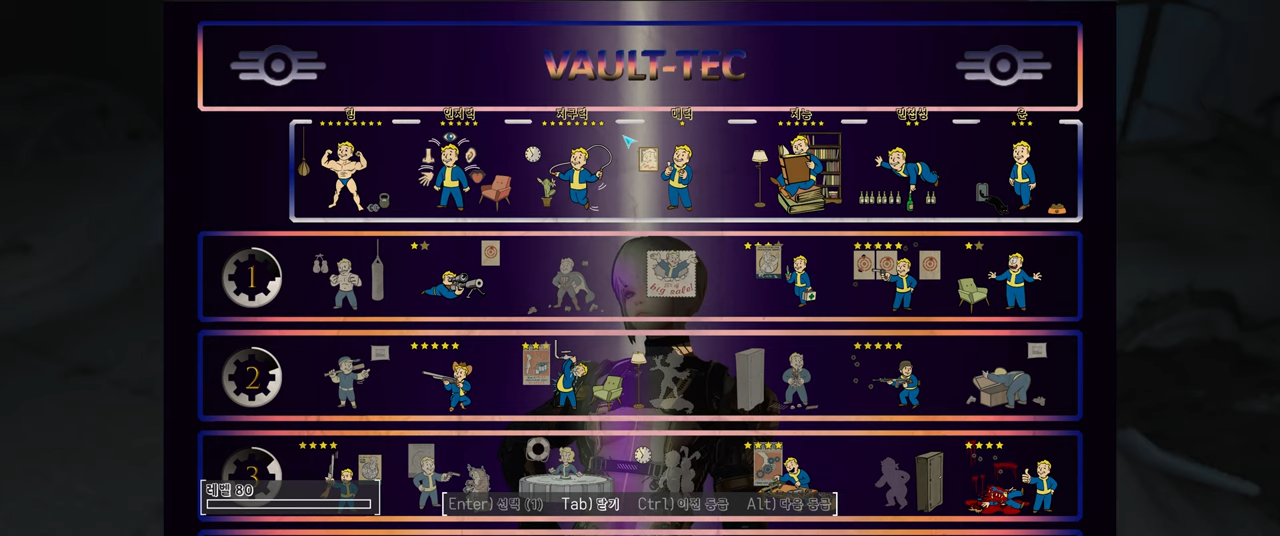 VAULT-TEC
힘 인지력 지구력 매력 지능 민첩성 운
1
big sale!
2
3
레벨 80
Enter) 선택 (1) Tab) 닫기 Ctrl) 이전 등급 Alt) 다음 등급